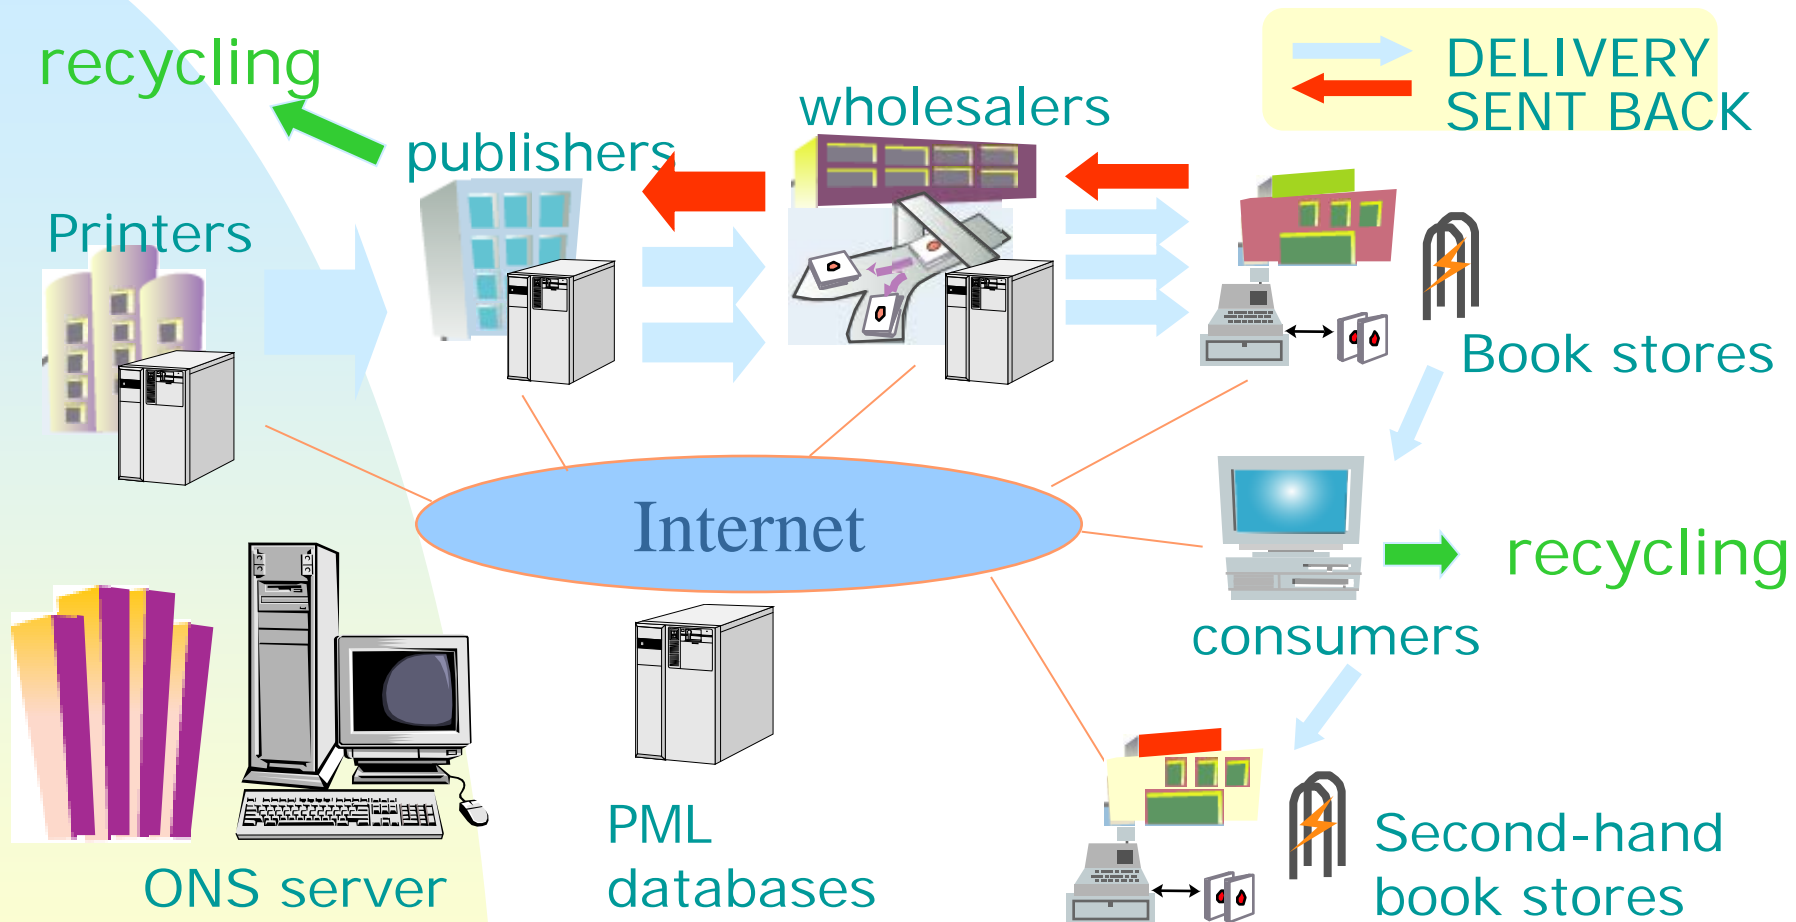 recycling
DELIVERY
SENT BACK
wholesalers
publishers
Printers
Book stores
Internet
recycling
consumers
PML
databases
ONS server
Second-hand
book stores